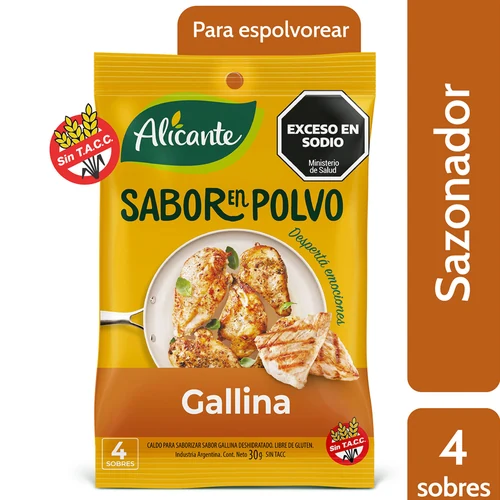 Para espolvorear
Sin T.A.C.C.
Alicante
EXCESO EN
SODIO
Ministerio
de Salud
SABOR en POLVO
Despertá emociones
Gallina
4
SOBRES
CALDO PARA SABORIZAR SABOR GALLINA DESHIDRATADO, LIBRE DE GLUTEN.
Industria Argentina. Cont. Neto 30g SIN TACC
Sin T.A.C.C.
Sazonador
4
sobres